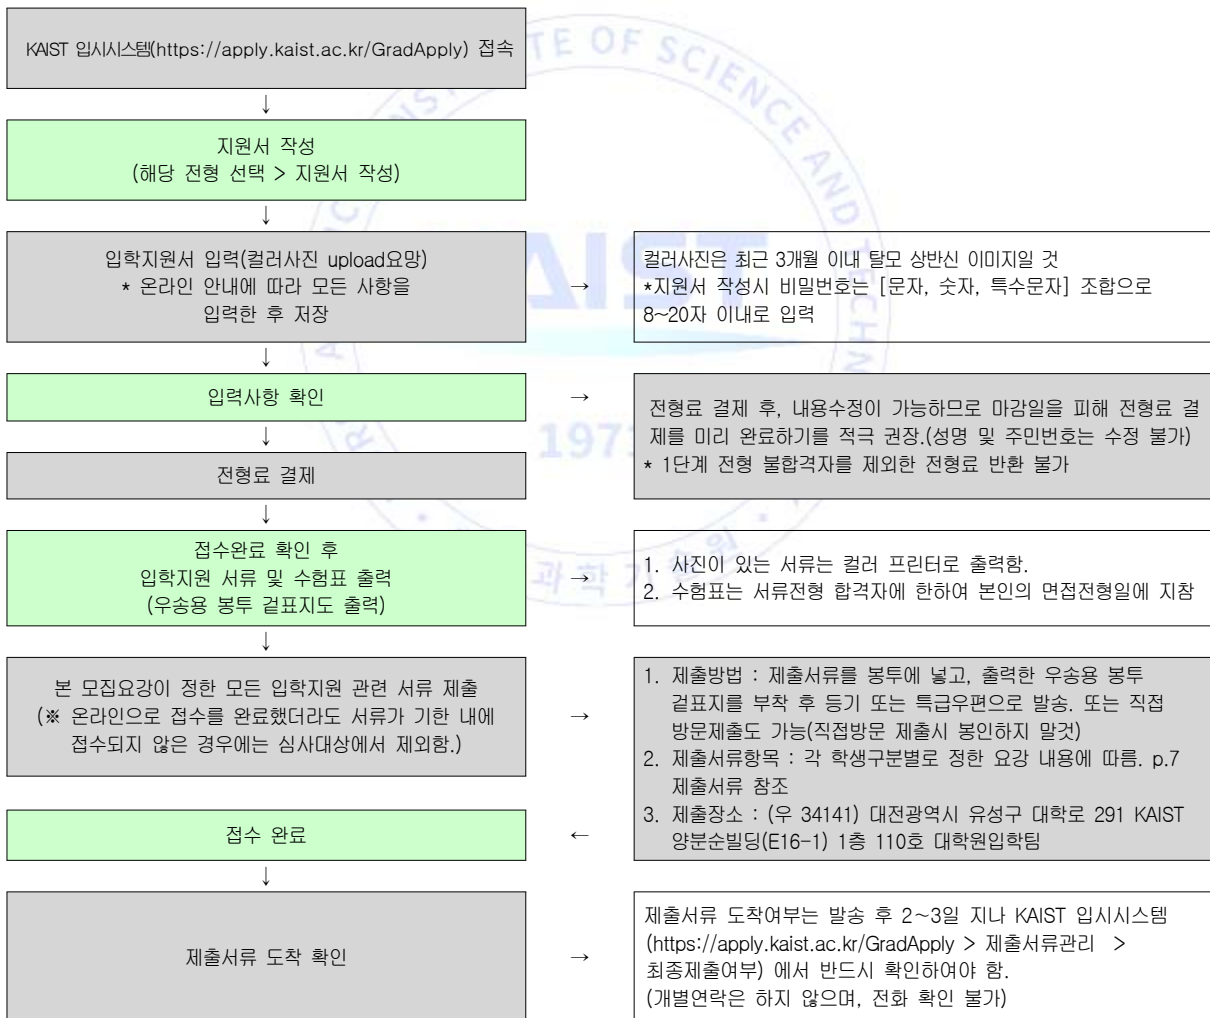 KAIST 입시시스템(https://apply.kaist.ac.kr/GradApply) 접속
↓
지원서 작성
(해당 전형 선택 > 지원서 작성)
↓
입학지원서 입력(컬러사진 upload요망)
* 온라인 안내에 따라 모든 사항을
입력한 후 저장
→
컬러사진은 최근 3개월 이내 탈모 상반신 이미지일 것
*지원서 작성시 비밀번호는 [문자, 숫자, 특수문자] 조합으로
8~20자 이내로 입력
↓
입력사항 확인
→
↓
전형료 결제
전형료 결제 후, 내용수정이 가능하므로 마감일을 피해 전형료 결
제를 미리 완료하기를 적극 권장.(성명 및 주민번호는 수정 불가)
* 1단계 전형 불합격자를 제외한 전형료 반환 불가
↓
접수완료 확인 후
입학지원 서류 및 수험표 출력
(우송용 봉투 겉표지도 출력)
→
1. 사진이 있는 서류는 컬러 프린터로 출력함.
2. 수험표는 서류전형 합격자에 한하여 본인의 면접전형일에 지참
↓
본 모집요강이 정한 모든 입학지원 관련 서류 제출
(※ 온라인으로 접수를 완료했더라도 서류가 기한 내에
접수되지 않은 경우에는 심사대상에서 제외함.)
→
1. 제출방법 : 제출서류를 봉투에 넣고, 출력한 우송용 봉투
겉표지를 부착 후 등기 또는 특급우편으로 발송. 또는 직접
방문제출도 가능(직접방문 제출시 봉인하지 말것)
2. 제출서류항목 : 각 학생구분별로 정한 요강 내용에 따름. p.7
제출서류 참조
3. 제출장소 : (우 34141) 대전광역시 유성구 대학로 291 KAIST
양분순빌딩(E16-1) 1층 110호 대학원입학팀
접수 완료
←
↓
제출서류 도착 확인
→
제출서류 도착여부는 발송 후 2~3일 지나 KAIST 입시시스템
(https://apply.kaist.ac.kr/GradApply > 제출서류관리 >
최종제출여부) 에서 반드시 확인하여야 함.
(개별연락은 하지 않으며, 전화 확인 불가)